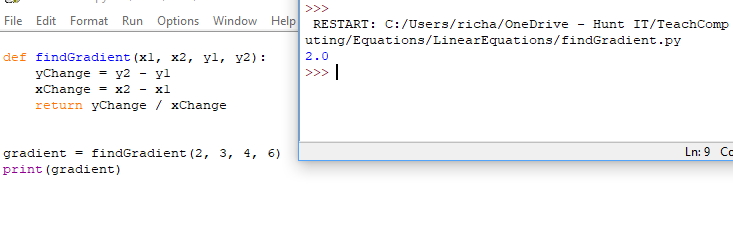 File Edit Format Run Options Window Help
def findGradient(x1, x2, y1, y2):
yChange = y2 - y1
xChange = x2 - x1
return yChange / xChange
gradient = findGradient(2, 3, 4, 6)
print(gradient)
>>>
RESTART: C:/Users/richa/OneDrive - Hunt IT/TeachComp
uting/Equations/LinearEquations/findGradient.py
2.0
>>>
Ln: 9 Co